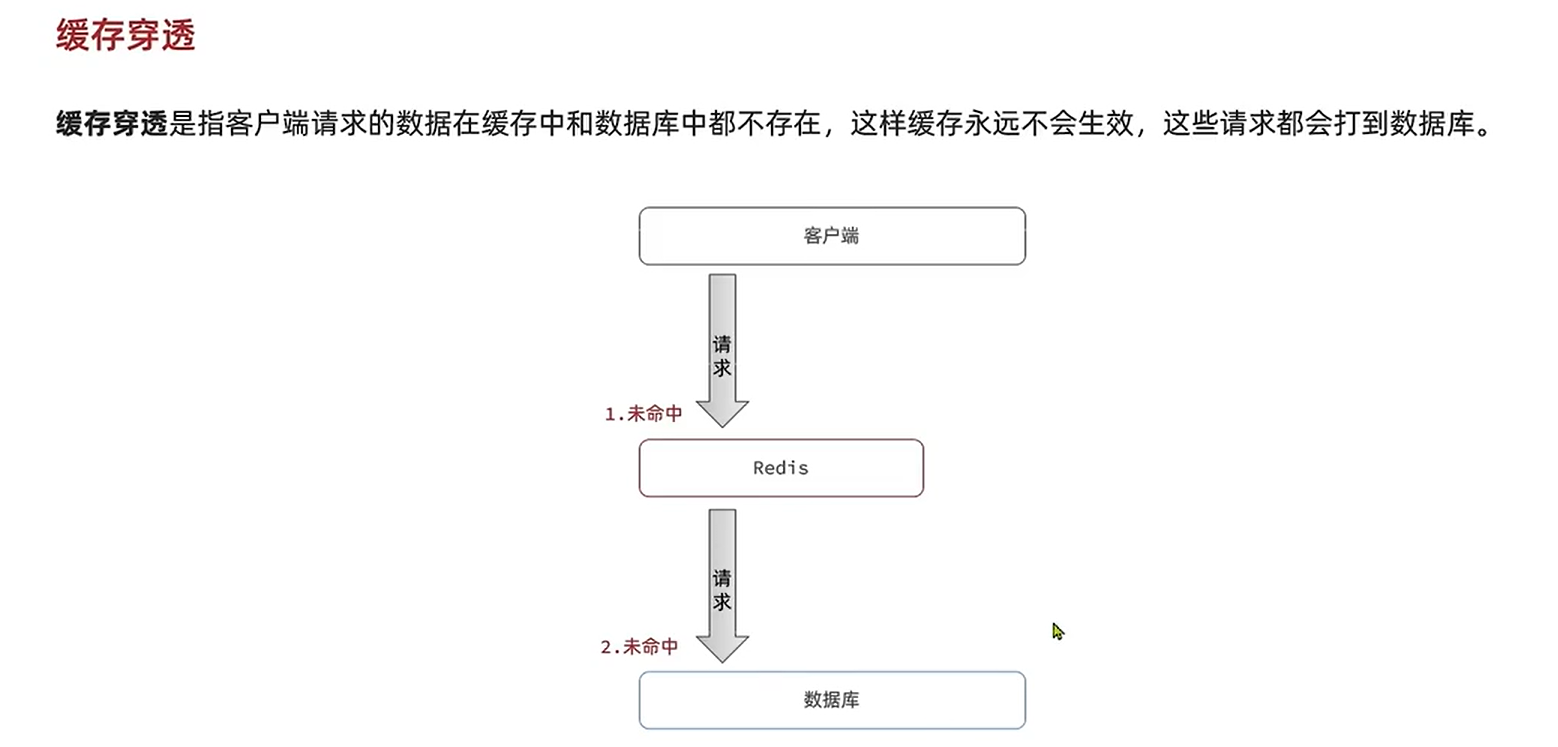 缓存穿透
缓存穿透是指客户端请求的数据在缓存中和数据库中都不存在，这样缓存永远不会生效，这些请求都会打到数据库。
客户端
请求
1.未命中
Redis
请求
2.未命中
数据库